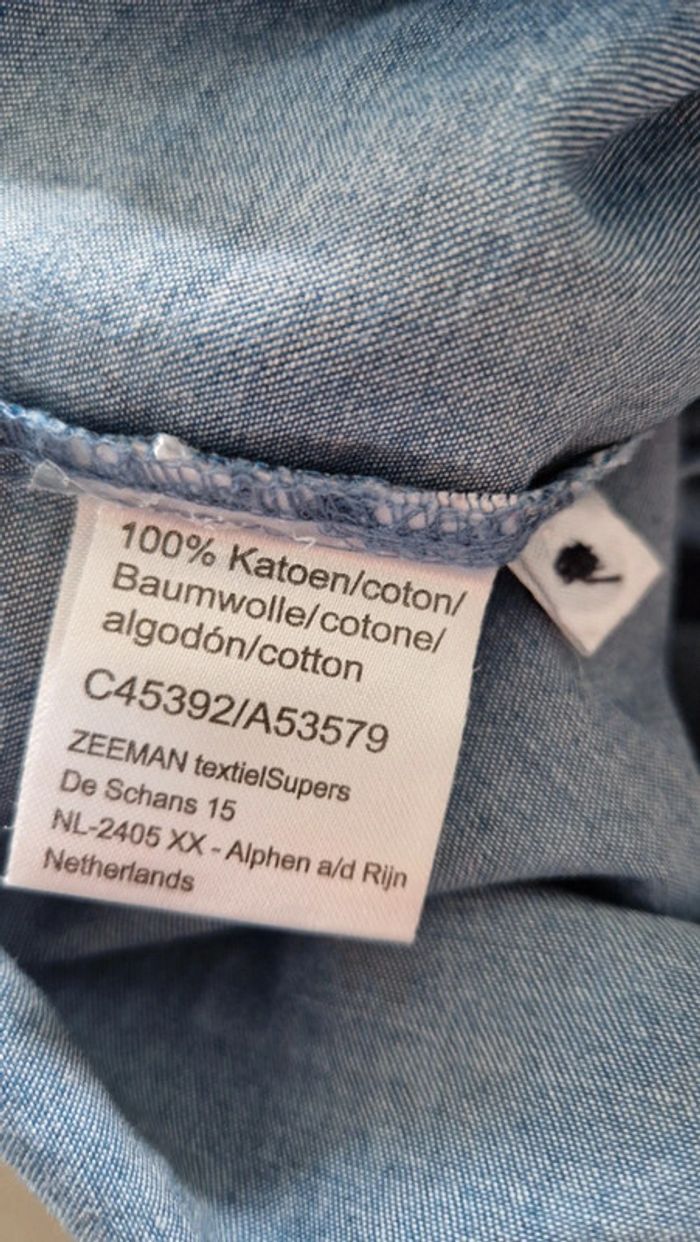 100% Katoen/coton/
Baumwolle/cotone/
algodón/cotton
C45392/A53579
ZEEMAN textielSupers
De Schans 15
NL-2405 XX - Alphen a/d Rijn
Netherlands